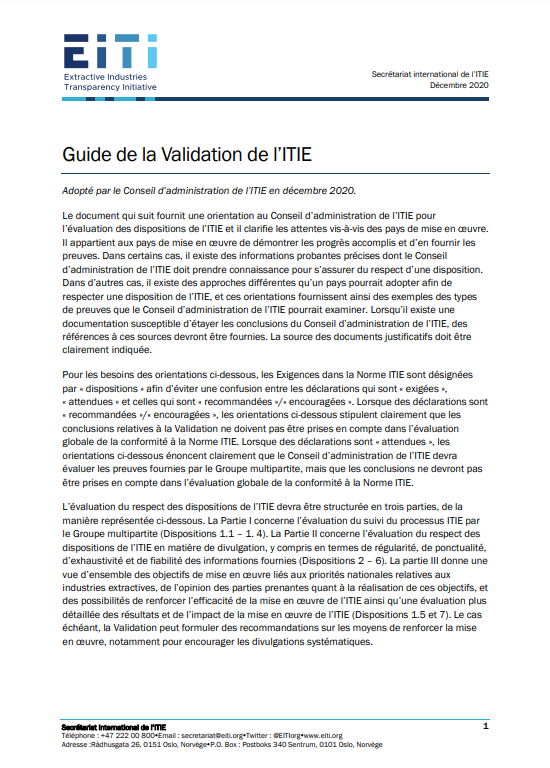 EITI
Extractive Industries
Transparency Initiative
Secrétariat international de l'ITIE
Décembre 2020
Guide de la Validation de l'ITIE
Adopté par le Conseil d'administration de l'ITIE en décembre 2020.
Le document qui suit fournit une orientation au Conseil d'administration de l'ITIE pour
l'évaluation des dispositions de l'ITIE et il clarifie les attentes vis-à-vis des pays de mise en œuvre.
Il appartient aux pays de mise en œuvre de démontrer les progrès accomplis et d'en fournir les
preuves. Dans certains cas, il existe des informations probantes précises dont le Conseil
d'administration de l'ITIE doit prendre connaissance pour s'assurer du respect d'une disposition.
Dans d'autres cas, il existe des approches différentes qu'un pays pourrait adopter afin de
respecter une disposition de l'ITIE, et ces orientations fournissent ainsi des exemples des types
de preuves que le Conseil d'administration de l'ITIE pourrait examiner. Lorsqu'il existe une
documentation susceptible d'étayer les conclusions du Conseil d'administration de l'ITIE, des
références à ces sources devront être fournies. La source des documents justificatifs doit être
clairement indiquée.
Pour les besoins des orientations ci-dessous, les Exigences dans la Norme ITIE sont désignées
par « dispositions » afin d'éviter une confusion entre les déclarations qui sont « exigées »,
« attendues » et celles qui sont « recommandées »/« encouragées ». Lorsque des déclarations sont
« recommandées »/« encouragées », les orientations ci-dessous stipulent clairement que les
conclusions relatives à la Validation ne doivent pas être prises en compte dans l'évaluation
globale de la conformité à la Norme ITIE. Lorsque des déclarations sont « attendues », les
orientations ci-dessous énoncent clairement que le Conseil d'administration de l'ITIE devra
évaluer les preuves fournies par le Groupe multipartite, mais que les conclusions ne devront pas
être prises en compte dans l'évaluation globale de la conformité à la Norme ITIE.
L'évaluation du respect des dispositions de l'ITIE devra être structurée en trois parties, de la
manière représentée ci-dessous. La Partie I concerne l'évaluation du suivi du processus ITIE par
le Groupe multipartite (Dispositions 1.1 – 1. 4). La Partie II concerne l'évaluation du respect des
dispositions de l'ITIE en matière de divulgation, y compris en termes de régularité, de ponctualité,
d'exhaustivité et de fiabilité des informations fournies (Dispositions 2 – 6). La partie III donne une
vue d'ensemble des objectifs de mise en œuvre liés aux priorités nationales relatives aux
industries extractives, de l'opinion des parties prenantes quant à la réalisation de ces objectifs, et
des possibilités de renforcer l'efficacité de la mise en œuvre de l'ITIE ainsi qu'une évaluation plus
détaillée des résultats et de l'impact de la mise en œuvre de l'ITIE (Dispositions 1.5 et 7). Le cas
échéant, la Validation peut formuler des recommandations sur les moyens de renforcer la mise
en œuvre, notamment pour encourager les divulgations systématiques.
Secrétariat international de l'ITIE
1
Téléphone : +47 222 00 800•Email : secretariat@eiti.org•Twitter : @EITIorg•www.eiti.org
Adresse :Rådhusgata 26, 0151 Oslo, Norvège•P.O. Box : Postboks 340 Sentrum, 0101 Oslo, Norvège